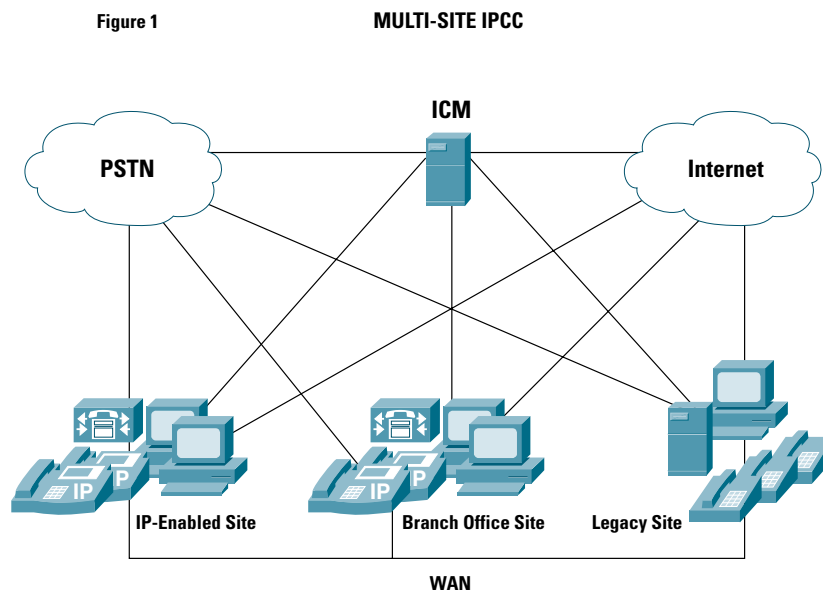 Figure 1
MULTI-SITE IPCC
ICM
PSTN
Internet
IP
P
IP
P
IP-Enabled Site
Branch Office Site
Legacy Site
WAN